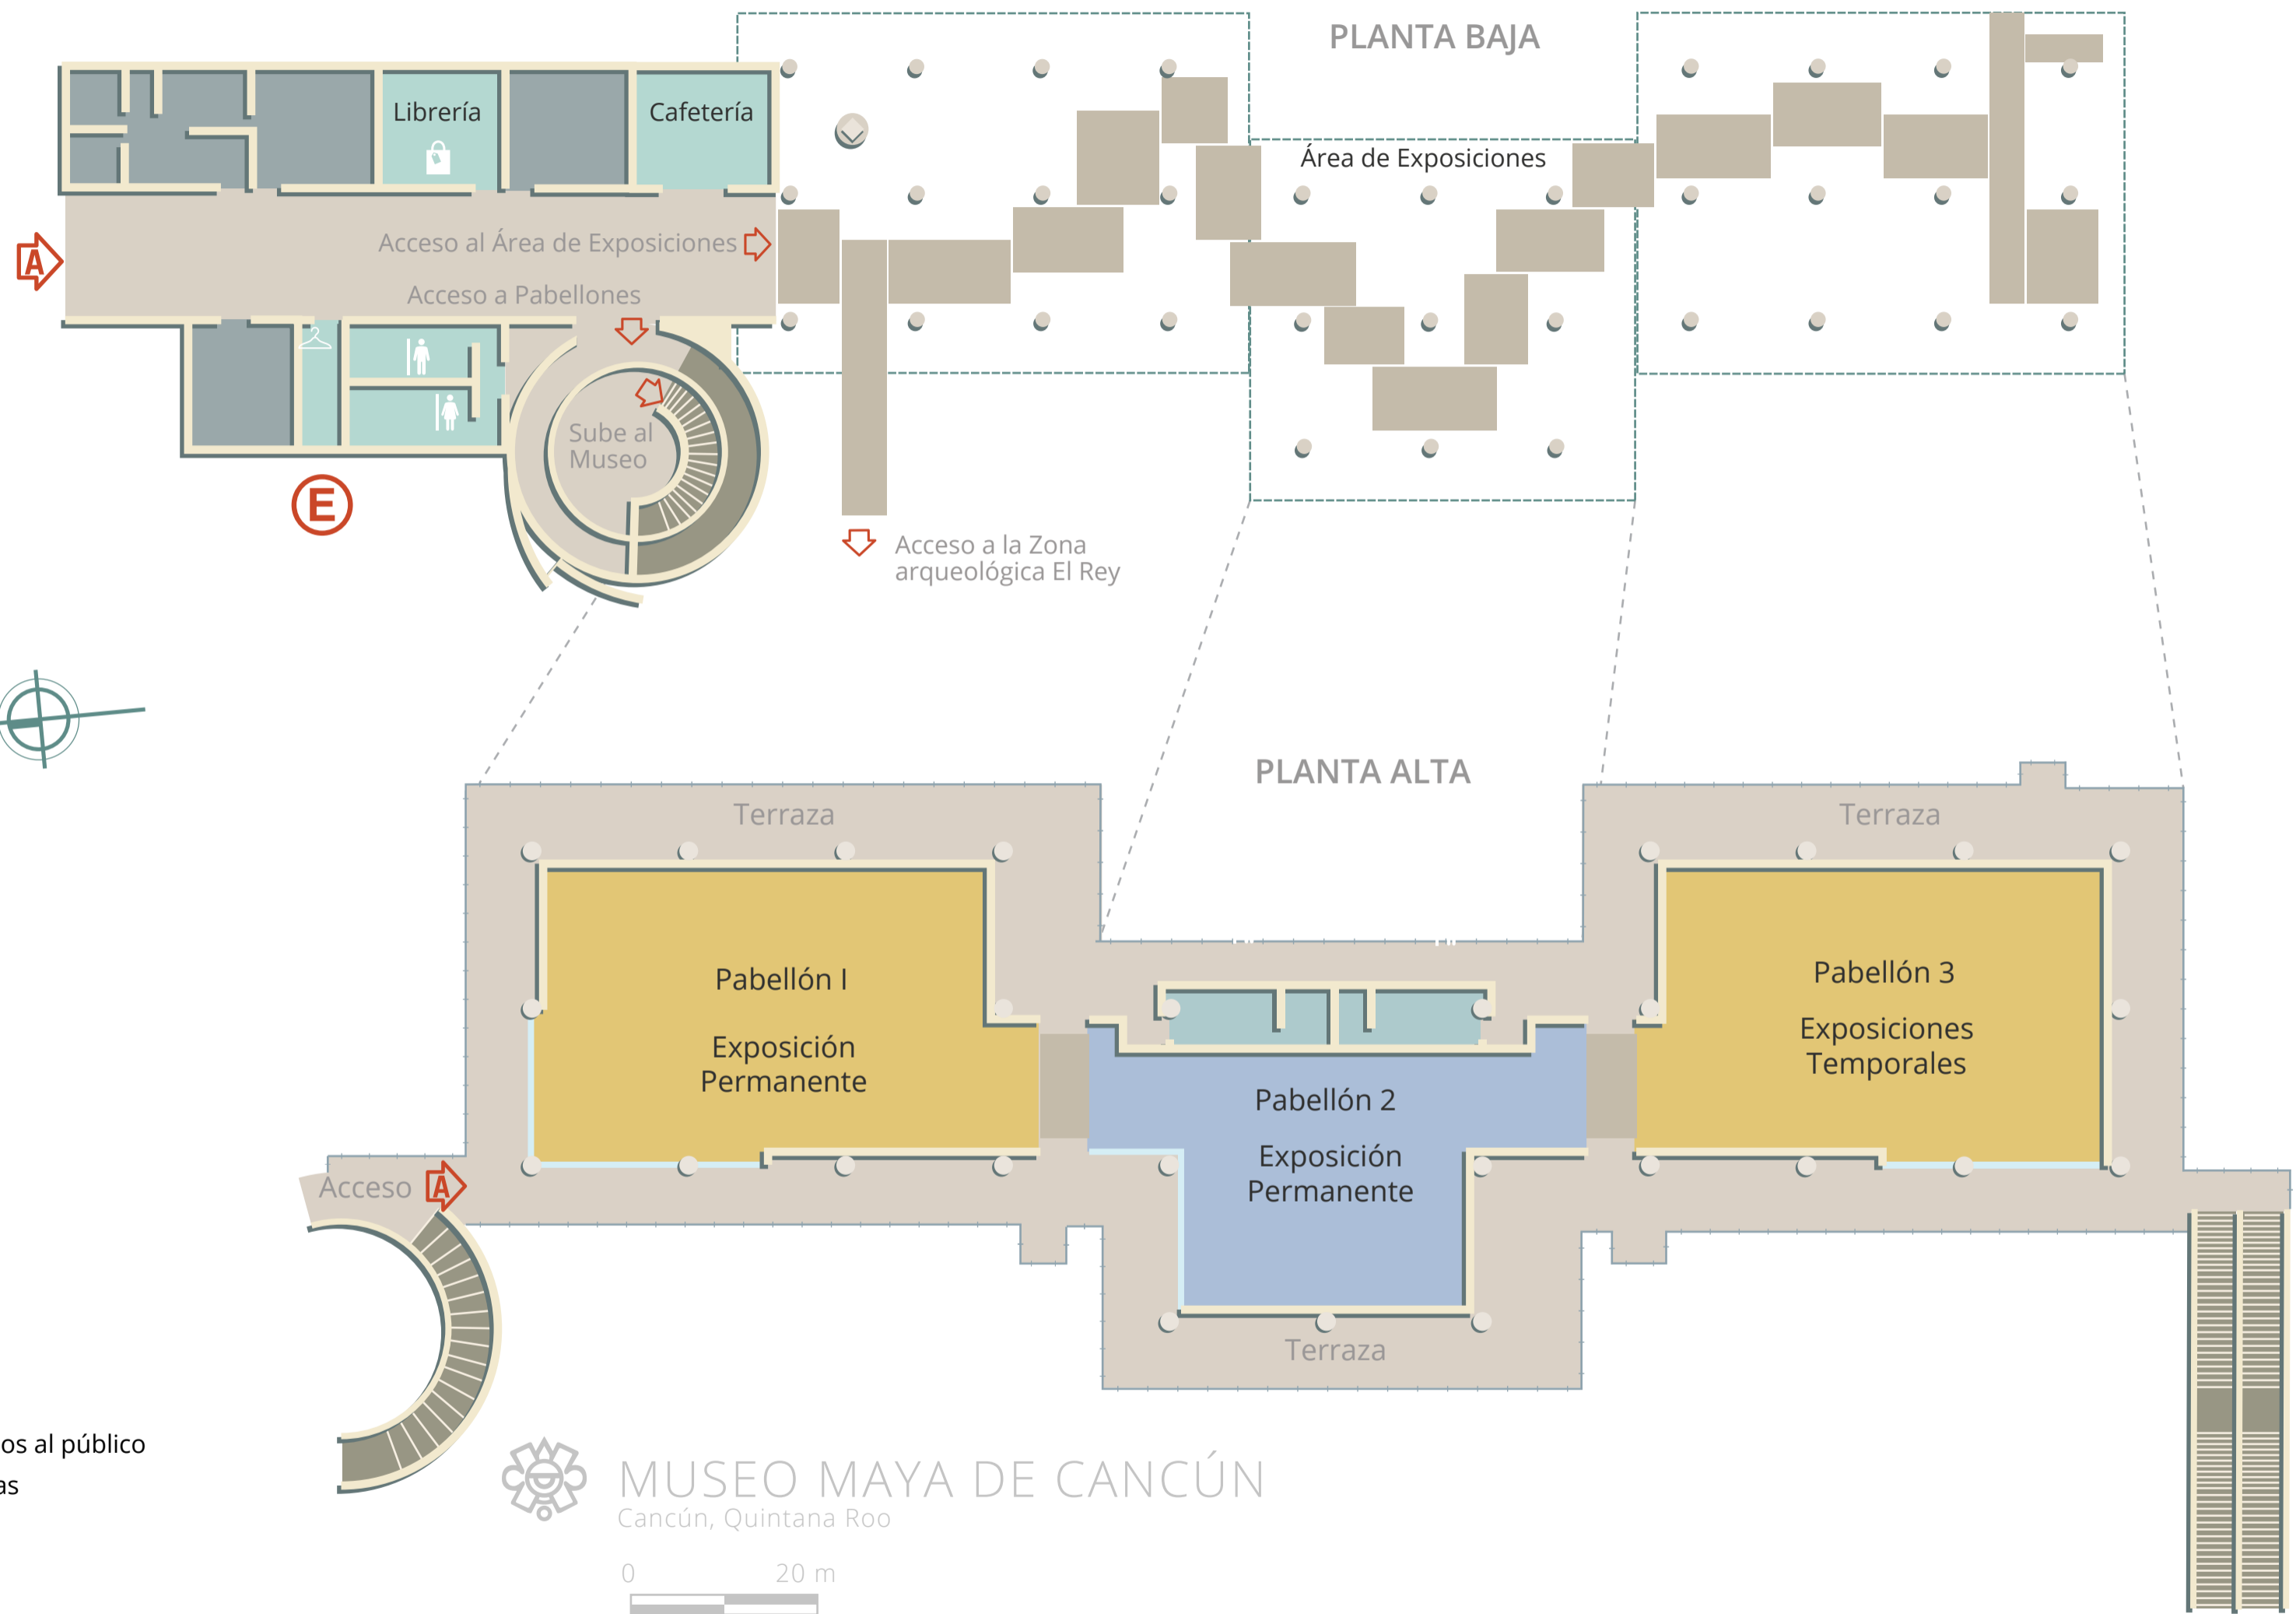 PLANTA BAJA
Librería
Cafetería
Área de Exposiciones
Acceso al Área de Exposiciones
A
Acceso a Pabellones
Sube al
Museo
E
Acceso a la Zona
arqueológica El Rey
PLANTA ALTA
Terraza
Terraza
Pabellón I
Exposición
Permanente
Pabellón 3
Exposiciones
Temporales
Pabellón 2
Exposición
Permanente
Acceso
A
Terraza
os al público
as
MUSEO MAYA DE CANCÚN
Cancún, Quintana Roo
0 20 m